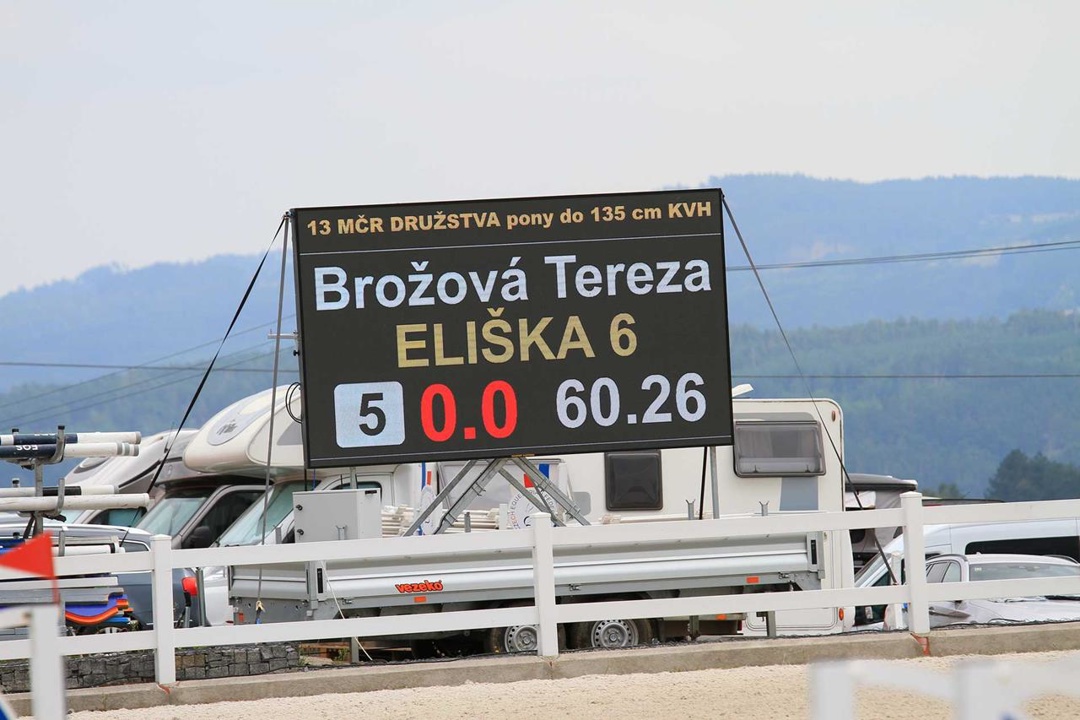 13 MČR DRUŽSTVA pony do 135 cm KVH
Brožová Tereza
ELIŠKA 6
5 0.0 60.26
vezeko